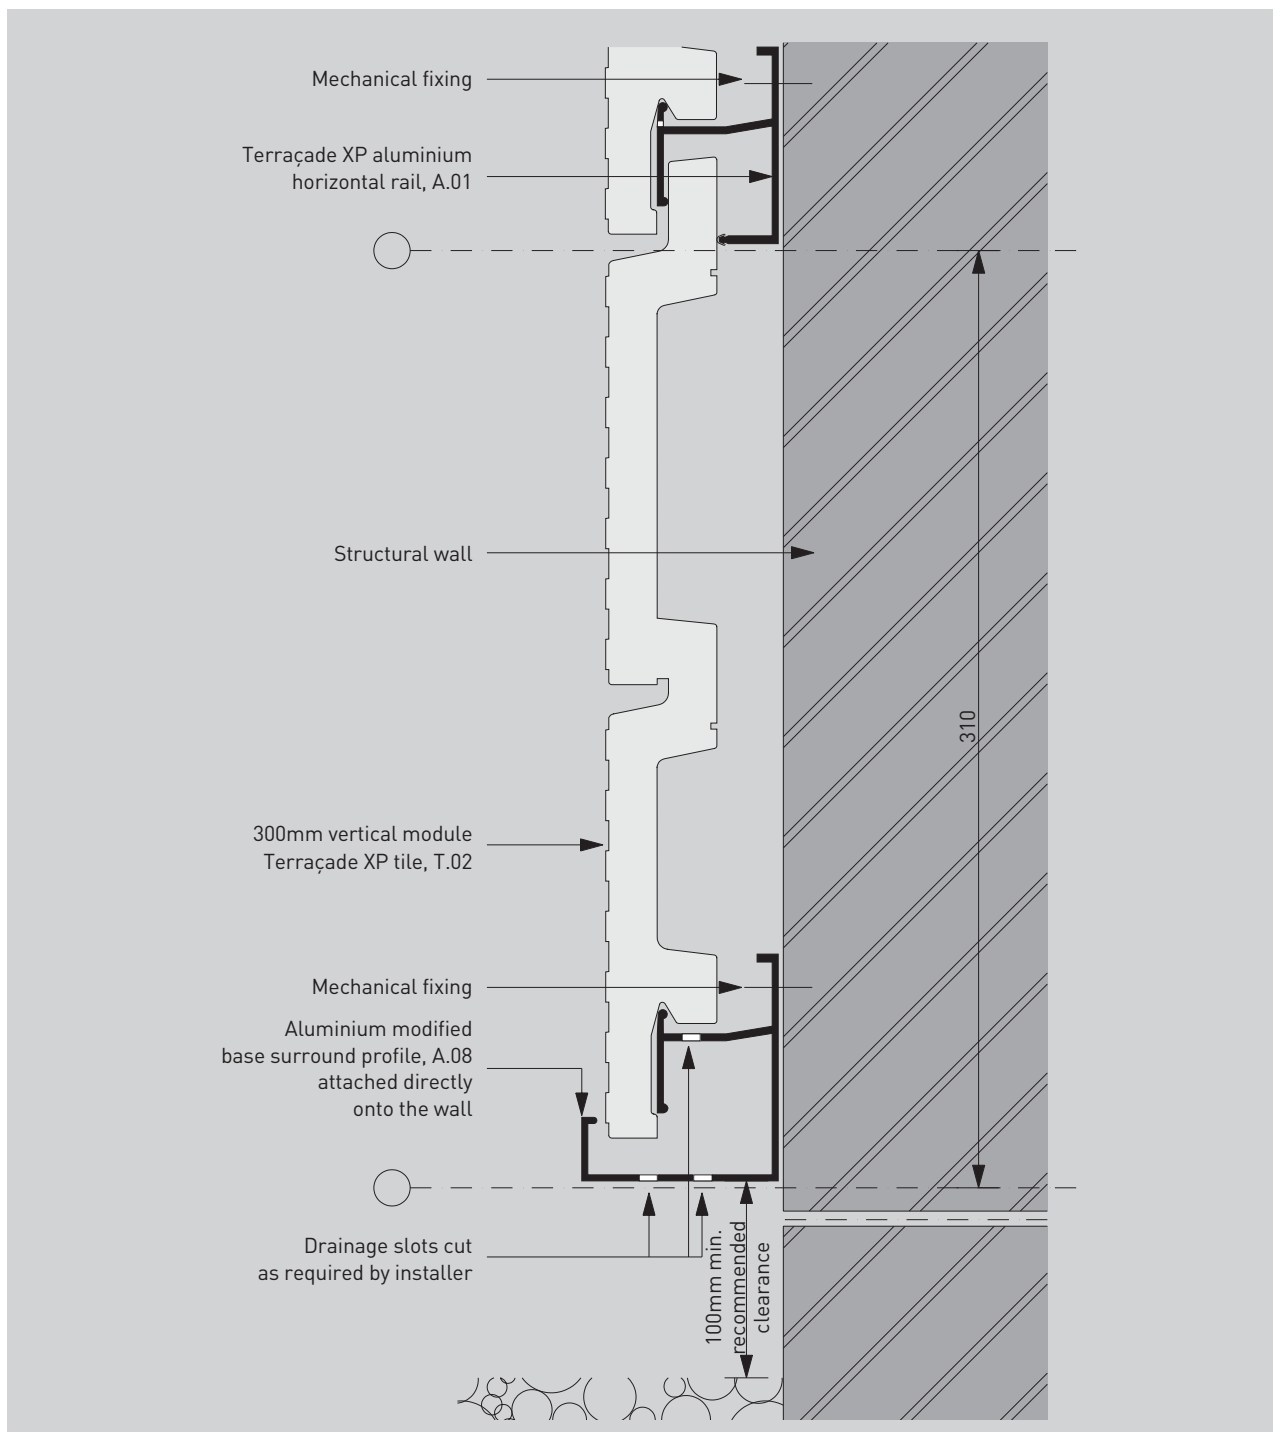 Mechanical fixing
Terraçade XP aluminium
horizontal rail, A.01
Structural wall
310
300mm vertical module
Terraçade XP tile, T.02
Mechanical fixing
Aluminium modified
base surround profile, A.08
attached directly
onto the wall
Drainage slots cut
as required by installer
100mm min.
recommended
clearance